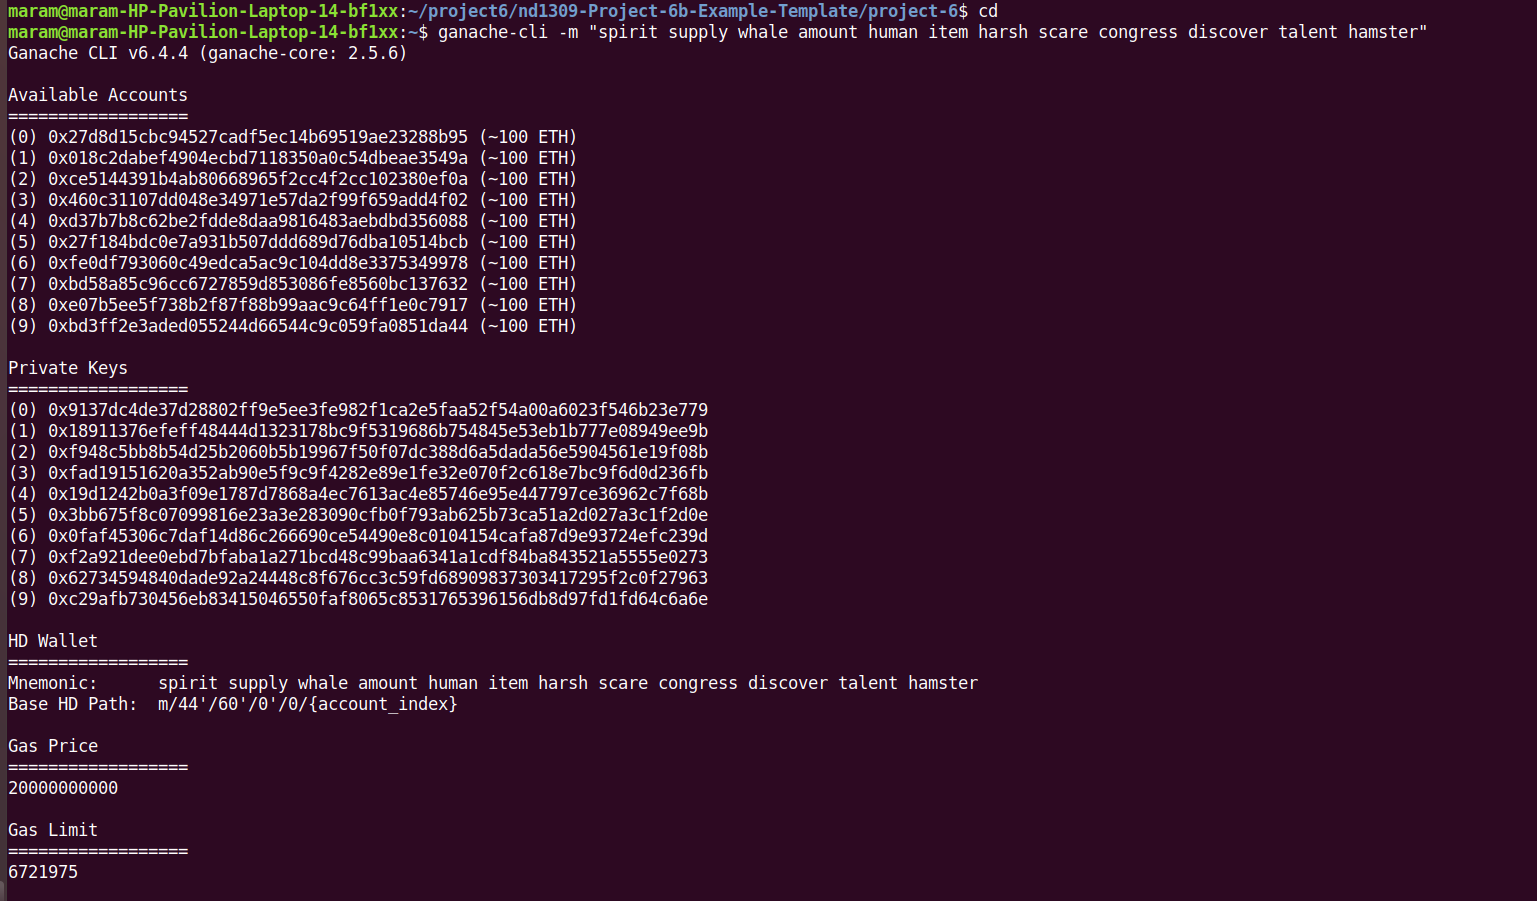 maram@maram-HP-Pavilion-Laptop-14-bf1xx:~/project6/nd1309-Project-6b-Example-Template/project-6$ cd
maram@maram-HP-Pavilion-Laptop-14-bf1xx:~$ ganache-cli -m "spirit supply whale amount human item harsh scare congress discover talent hamster"
Ganache CLI v6.4.4 (ganache-core: 2.5.6)
Available Accounts
==================
(0) 0x27d8d15cbc94527cadf5ec14b69519ae23288b95 (~100 ETH)
(1) 0x018c2dabef4904ecbd7118350a0c54dbeae3549a (~100 ETH)
(2) 0xce5144391b4ab80668965f2cc4f2cc102380ef0a (~100 ETH)
(3) 0x460c31107dd048e34971e57da2f99f659add4f02 (~100 ETH)
(4) 0xd37b7b8c62be2fdde8daa9816483aebdbd356088 (~100 ETH)
(5) 0x27f184bdc0e7a931b507ddd689d76dba10514bcb (~100 ETH)
(6) 0xfe0df793060c49edca5ac9c104dd8e3375349978 (~100 ETH)
(7) 0xbd58a85c96cc6727859d853086fe8560bc137632 (~100 ETH)
(8) 0xe07b5ee5f738b2f87f88b99aac9c64ff1e0c7917 (~100 ETH)
(9) 0xbd3ff2e3aded055244d66544c9c059fa0851da44 (~100 ETH)
Private Keys
==================
(0) 0x9137dc4de37d28802ff9e5ee3fe982f1ca2e5faa52f54a00a6023f546b23e779
(1) 0x18911376efeff48444d1323178bc9f5319686b754845e53eb1b777e08949ee9b
(2) 0xf948c5bb8b54d25b2060b5b19967f50f07dc388d6a5dada56e5904561e19f08b
(3) 0xfad19151620a352ab90e5f9c9f4282e89e1fe32e070f2c618e7bc9f6d0d236fb
(4) 0x19d1242b0a3f09e1787d7868a4ec7613ac4e85746e95e447797ce36962c7f68b
(5) 0x3bb675f8c07099816e23a3e283090cfb0f793ab625b73ca51a2d027a3c1f2d0e
(6) 0x0faf45306c7daf14d86c266690ce54490e8c0104154cafa87d9e93724efc239d
(7) 0xf2a921dee0ebd7bfaba1a271bcd48c99baa6341a1cdf84ba843521a5555e0273
(8) 0x62734594840dade92a24448c8f676cc3c59fd68909837303417295f2c0f27963
(9) 0xc29afb730456eb83415046550faf8065c8531765396156db8d97fd1fd64c6a6e
HD Wallet
==================
Mnemonic:      spirit supply whale amount human item harsh scare congress discover talent hamster
Base HD Path:  m/44'/60'/0'/0/{account_index}
Gas Price
==================
20000000000
Gas Limit
==================
6721975